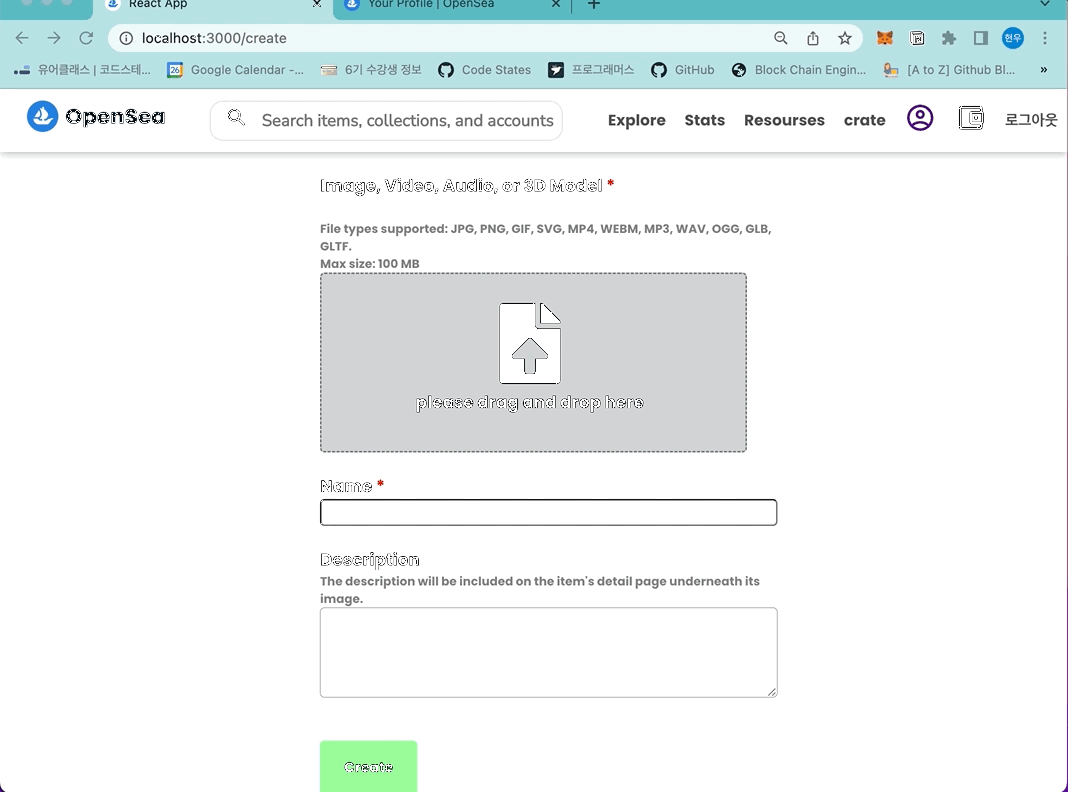 React App
Your Profile | OpenSea
localhost:3000/create
현우
유어클래스 | 코드스테...
26 Google Calendar -...
6기 수강생 정보
Code States
프로그래머스
GitHub
Block Chain Engin...
[A to Z] Github Bl...
»
OpenSea
Search items, collections, and accounts
Explore
Stats
Resourses
crate
로그아웃
Image, Video, Audio, or 3D Model *
File types supported: JPG, PNG, GIF, SVG, MP4, WEBM, MP3, WAV, OGG, GLB,
GLTF.
Max size: 100 MB
please drag and drop here
Name *
Description
The description will be included on the item's detail page underneath its
image.
Create